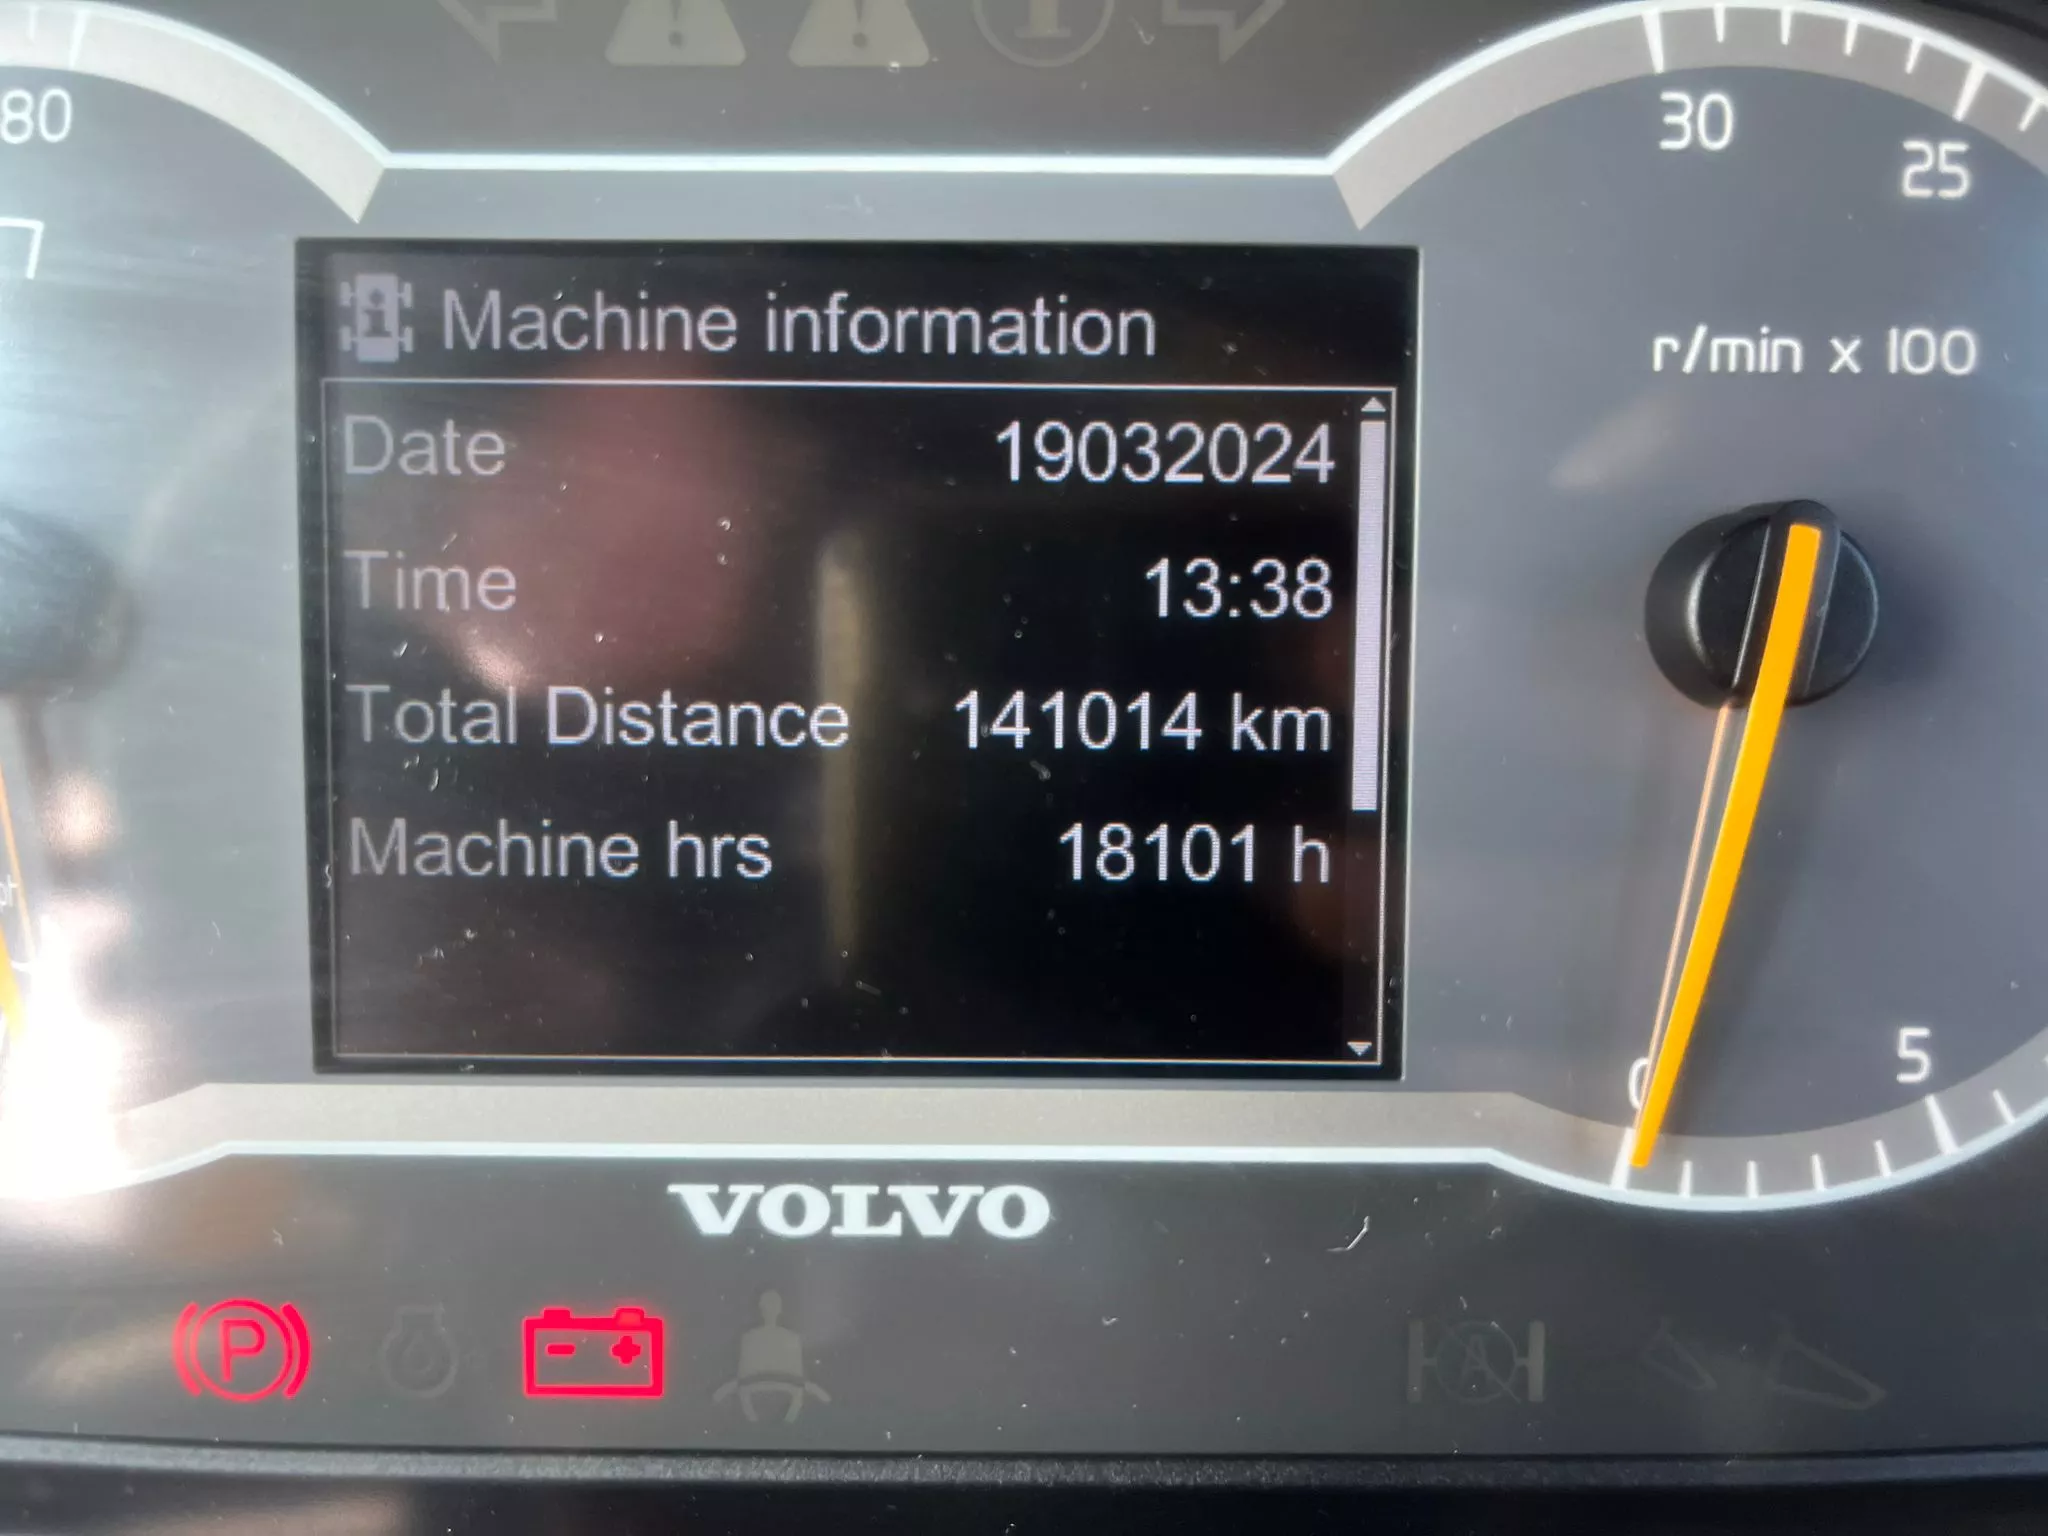 80
30
25
r/min x 100
Machine information
Date 19032024
Time 13:38
Total Distance 141014 km
Machine hrs 18101 h
0
5
VOLVO
P
A